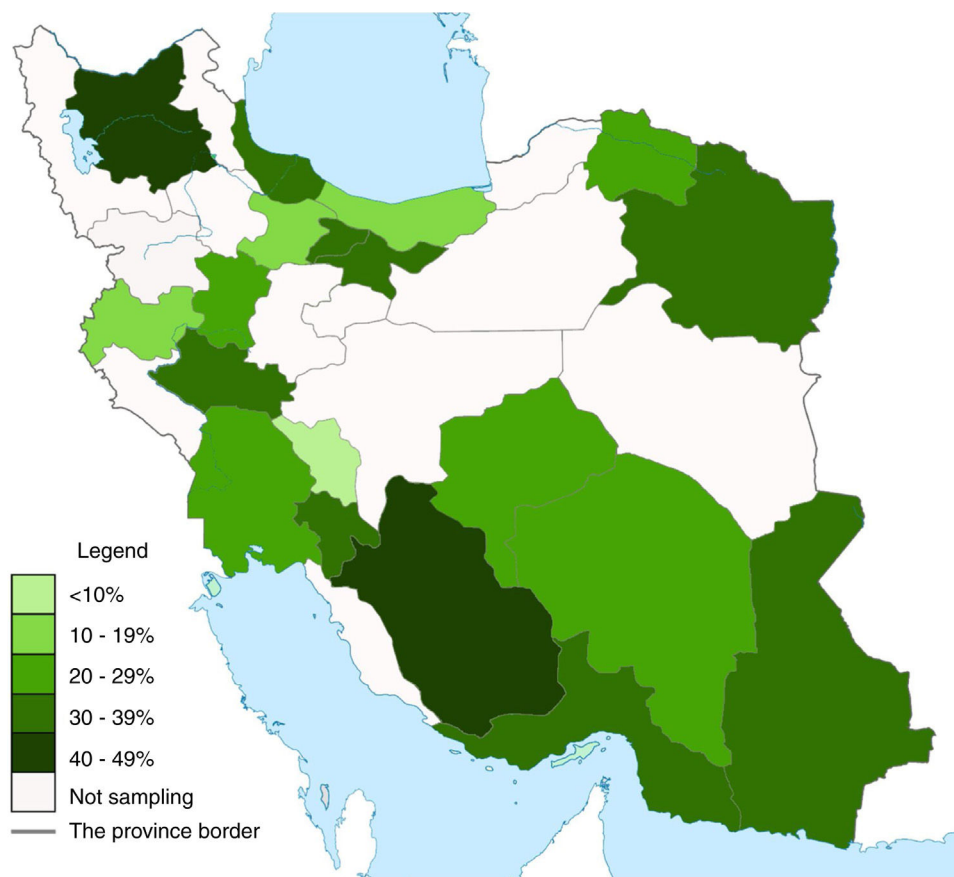 Legend
<10%
10 - 19%
20 - 29%
30 - 39%
40 - 49%
Not sampling
The province border